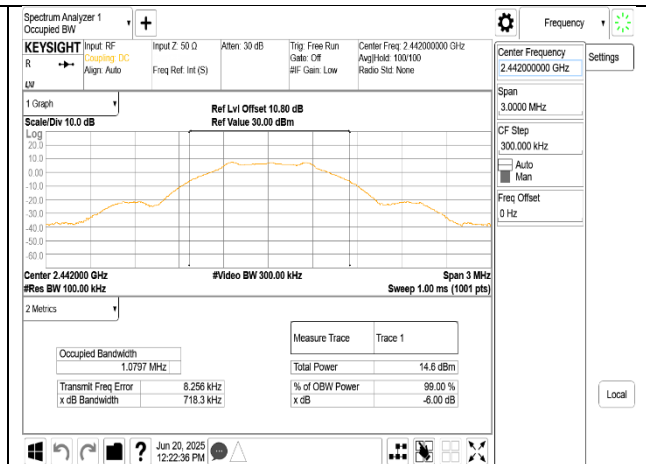 Spectrum Analyzer 1
Occupied BW
+
Frequency
KEYSIGHT
R
LXI
Input: RF
Coupling: DC
Align: Auto
Input Z: 50 Ω
Freq Ref: Int (S)
Atten: 30 dB
Trig: Free Run
Gate: Off
#IF Gain: Low
Center Freq: 2.442000000 GHz
Avg|Hold: 100/100
Radio Std: None
Center Frequency
2.442000000 GHz
Settings
Span
3.0000 MHz
CF Step
300.000 kHz
Auto
Man
Freq Offset
0 Hz
Local
1 Graph
Scale/Div 10.0 dB
Ref Lvl Offset 10.80 dB
Ref Value 30.00 dBm
Log
20.0
10.0
0.00
-10.0
-20.0
-30.0
-40.0
-50.0
-60.0
Center 2.442000 GHz
#Res BW 100.00 kHz
#Video BW 300.00 kHz
Span 3 MHz
Sweep 1.00 ms (1001 pts)
2 Metrics
Measure Trace Trace 1
Occupied Bandwidth
1.0797 MHz
Total Power 14.6 dBm
Transmit Freq Error 8.256 kHz
% of OBW Power 99.00 %
x dB Bandwidth 718.3 kHz
x dB -6.00 dB
?
Jun 20, 2025
12:22:36 PM